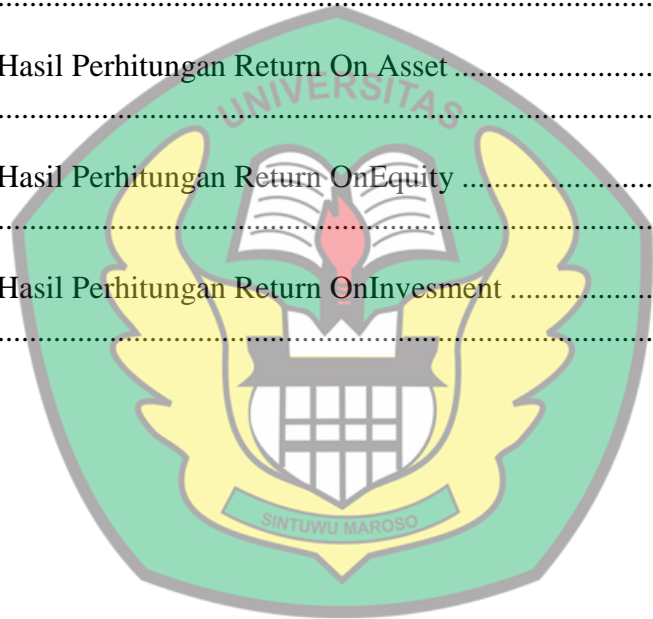 ..........................................................................
Hasil Perhitungan Return On Asset ......................
..........................................................................
Hasil Perhitungan Return OnEquity .....................
..........................................................................
Hasil Perhitungan Return OnInvesment ................
..........................................................................
UNIVERSITAS
SINTUWU MAROSO